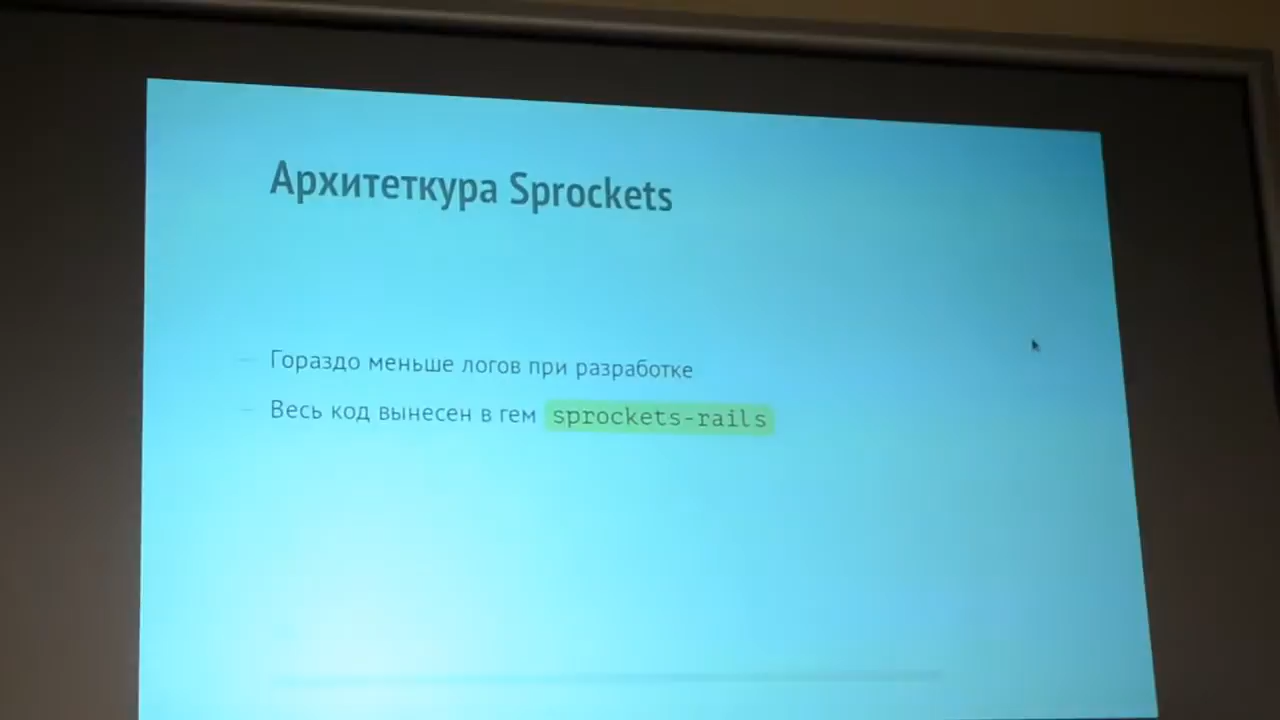 Архитеткура Sprockets
— Гораздо меньше логов при разработке
— Весь код вынесен в гем sprockets-rails